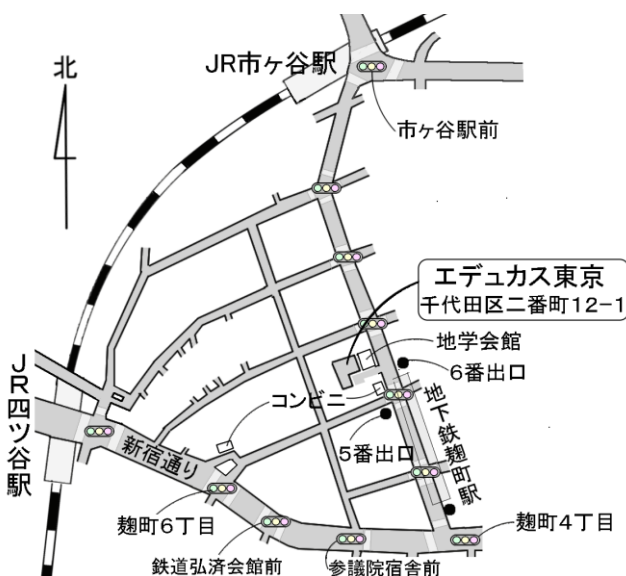 JR市ヶ谷駅
北
市ヶ谷駅前
エデュカス東京
千代田区二番町12-1
地学会館
6番出口
コンビニ
地下鉄麹町駅
5番出口
JR四ツ谷駅
新宿通り
麹町6丁目
麹町4丁目
鉄道弘済会館前
参議院宿舎前